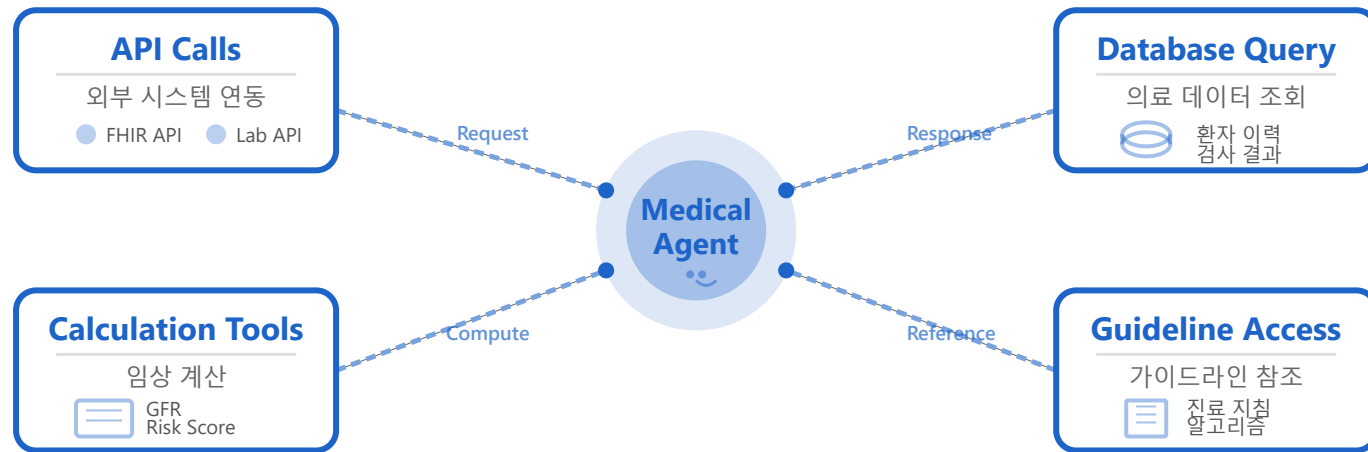 API Calls
외부 시스템 연동
FHIR API
Lab API
Request
Database Query
의료 데이터 조회
환자 이력
검사 결과
Response
Medical
Agent
Calculation Tools
임상 계산
GFR
Risk Score
Compute
Guideline Access
가이드라인 참조
진료 지침
알고리즘
Reference